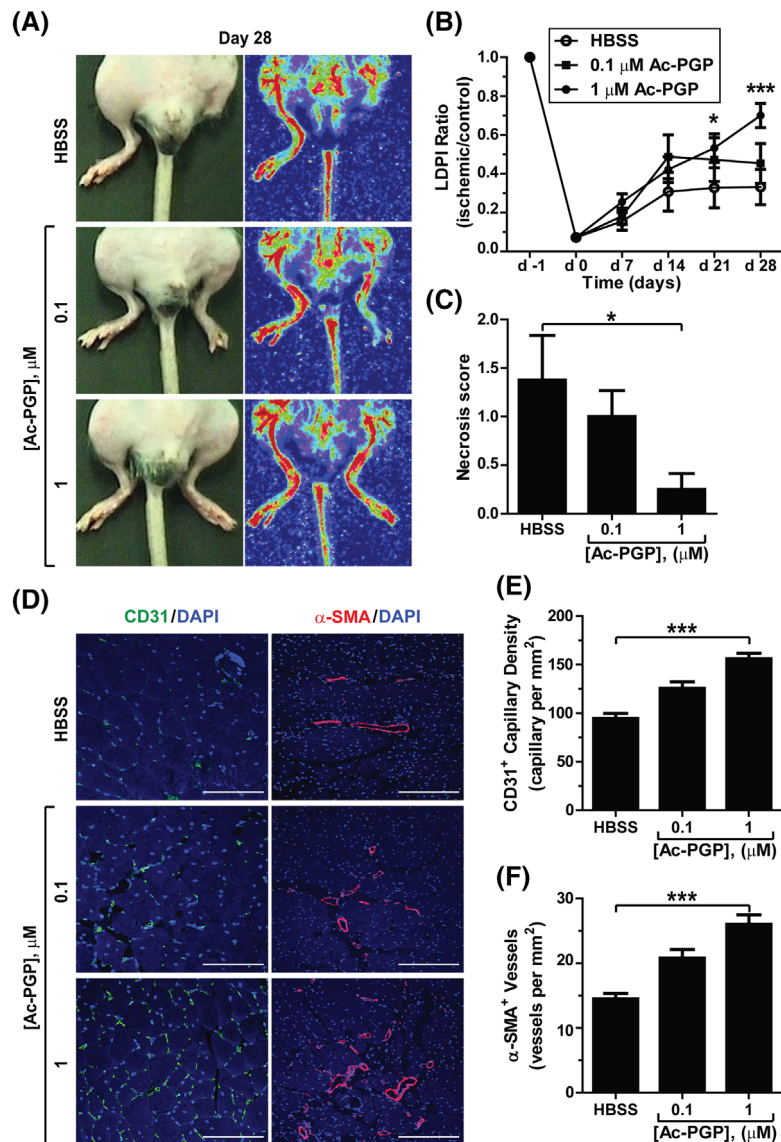 (A)
Day 28
HBSS
0.1
1
[Ac-PGP], μM
(B)
HBSS
0.1 μM Ac-PGP
1 μM Ac-PGP
*
***
LDPI Ratio
(ischemic/control)
1.0
0.8
0.6
0.4
0.2
0.0
d -1
d 0
d 7
d 14
d 21
d 28
Time (days)
(C)
*
Necrosis score
2.0
1.5
1.0
0.5
0.0
HBSS
0.1
1
[Ac-PGP], (μM)
(D)
CD31/DAPI
α-SMA/DAPI
HBSS
0.1
1
[Ac-PGP], μM
(E)
***
CD31+ Capillary Density
(capillary per mm²)
200
150
100
50
0
HBSS
0.1
1
[Ac-PGP], (μM)
(F)
***
α-SMA+ Vessels
(vessels per mm²)
30
20
15
0
HBSS
0.1
1
[Ac-PGP], (μM)